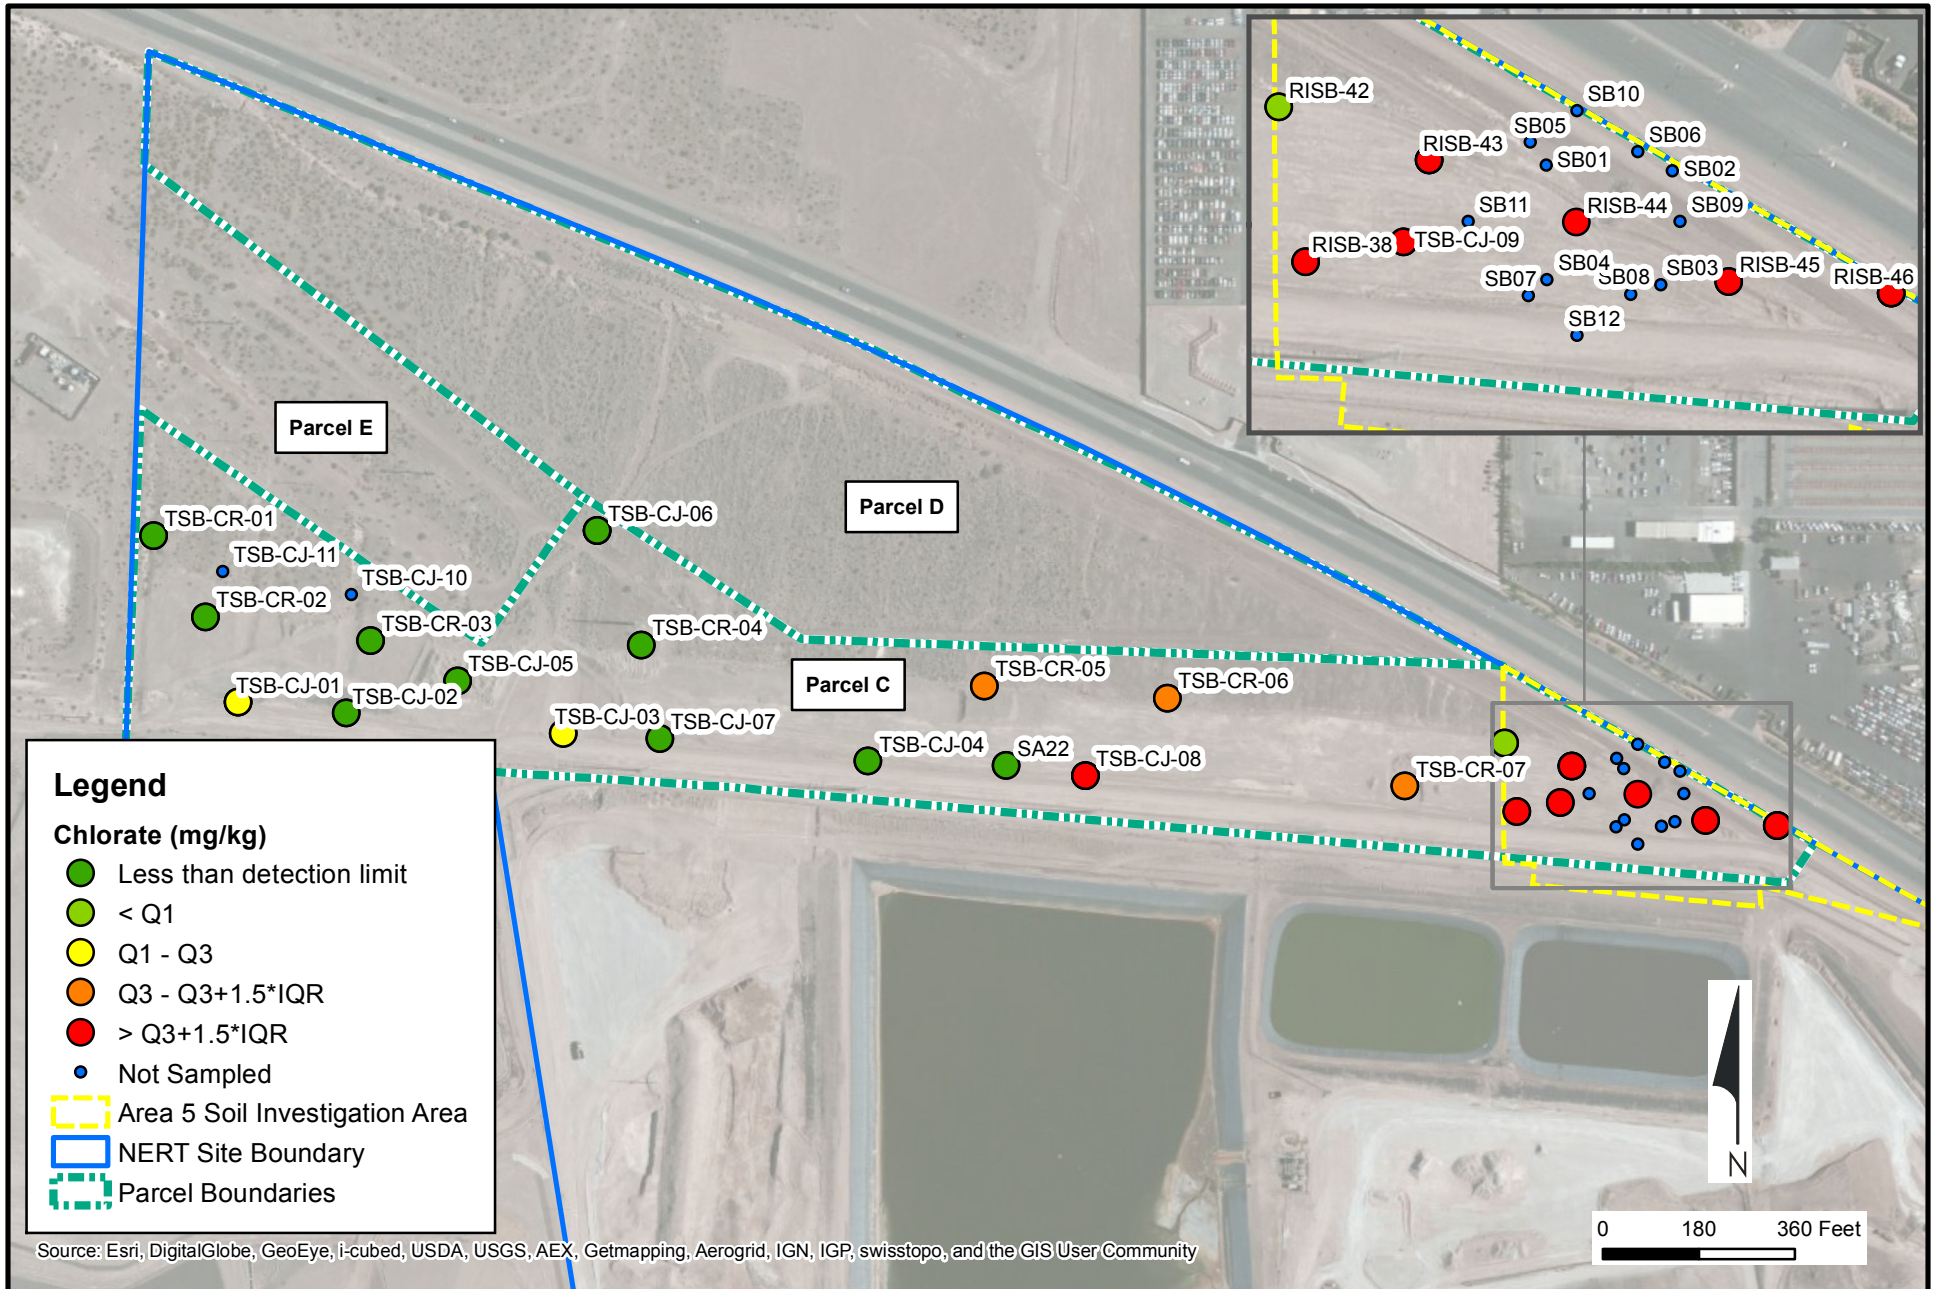 RISB-42
SB10
SB05
SB06
RISB-43
SB01
SB02
SB11
RISB-44
SB09
RISB-38
TSB-CJ-09
SB04
SB03
RISB-45
SB07
SB08
RISB-46
SB12
Parcel E
Parcel D
TSB-CR-01
TSB-CJ-06
TSB-CJ-11
TSB-CJ-10
TSB-CR-02
TSB-CR-03
TSB-CR-04
TSB-CJ-05
Parcel C
TSB-CR-05
TSB-CR-06
TSB-CJ-01
TSB-CJ-02
TSB-CJ-03
TSB-CJ-07
TSB-CJ-04
SA22
TSB-CJ-08
TSB-CR-07
Legend
Chlorate (mg/kg)
Less than detection limit
< Q1
Q1 - Q3
Q3 - Q3+1.5*IQR
> Q3+1.5*IQR
Not Sampled
Area 5 Soil Investigation Area
NERT Site Boundary
Parcel Boundaries
N
0 180 360 Feet
Source: Esri, DigitalGlobe, GeoEye, i-cubed, USDA, USGS, AEX, Getmapping, Aerogrid, IGN, IGP, swisstopo, and the GIS User Community